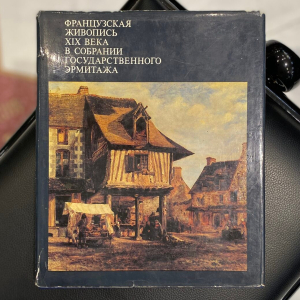 ФРАНЦУЗСКАЯ
ЖИВОПИСЬ
XIX ВЕКА
В СОБРАНИИ
ГОСУДАРСТВЕННОГО
ЭРМИТАЖА